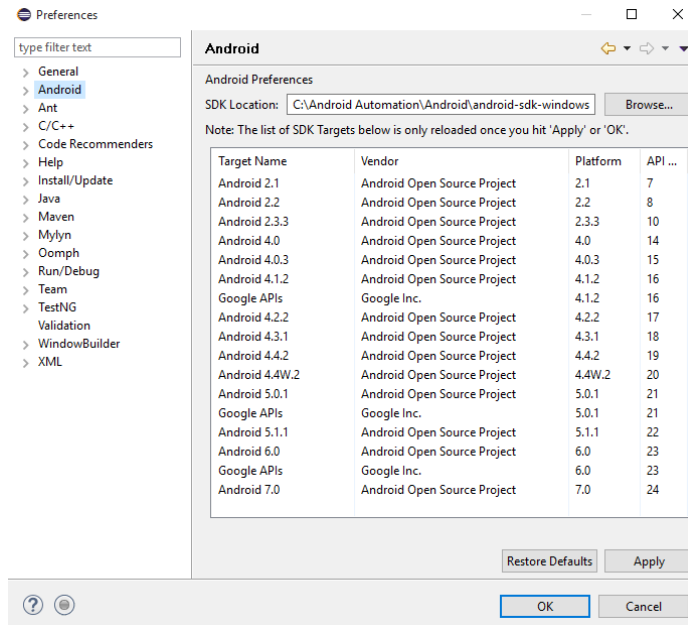 Preferences
type filter text
General
Android
Ant
C/C++
Code Recommenders
Help
Install/Update
Java
Maven
Mylyn
Oomph
Run/Debug
Team
TestNG
Validation
WindowBuilder
XML
Android
Android Preferences
SDK Location: C:\Android Automation\Android\android-sdk-windows Browse...
Note: The list of SDK Targets below is only reloaded once you hit 'Apply' or 'OK'.
Target Name Vendor Platform API ...
Android 2.1 Android Open Source Project 2.1 7
Android 2.2 Android Open Source Project 2.2 8
Android 2.3.3 Android Open Source Project 2.3.3 10
Android 4.0 Android Open Source Project 4.0 14
Android 4.0.3 Android Open Source Project 4.0.3 15
Android 4.1.2 Android Open Source Project 4.1.2 16
Google APIs Google Inc. 4.1.2 16
Android 4.2.2 Android Open Source Project 4.2.2 17
Android 4.3.1 Android Open Source Project 4.3.1 18
Android 4.4.2 Android Open Source Project 4.4.2 19
Android 4.4W.2 Android Open Source Project 4.4W.2 20
Android 5.0.1 Android Open Source Project 5.0.1 21
Google APIs Google Inc. 5.0.1 21
Android 5.1.1 Android Open Source Project 5.1.1 22
Android 6.0 Android Open Source Project 6.0 23
Google APIs Google Inc. 6.0 23
Android 7.0 Android Open Source Project 7.0 24
Restore Defaults Apply
? OK Cancel